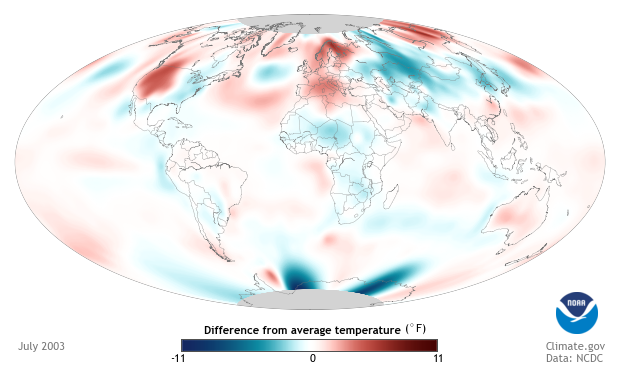 NOAA
Difference from average temperature (°F)
-11 0 11
July 2003
Climate.gov
Data: NCDC